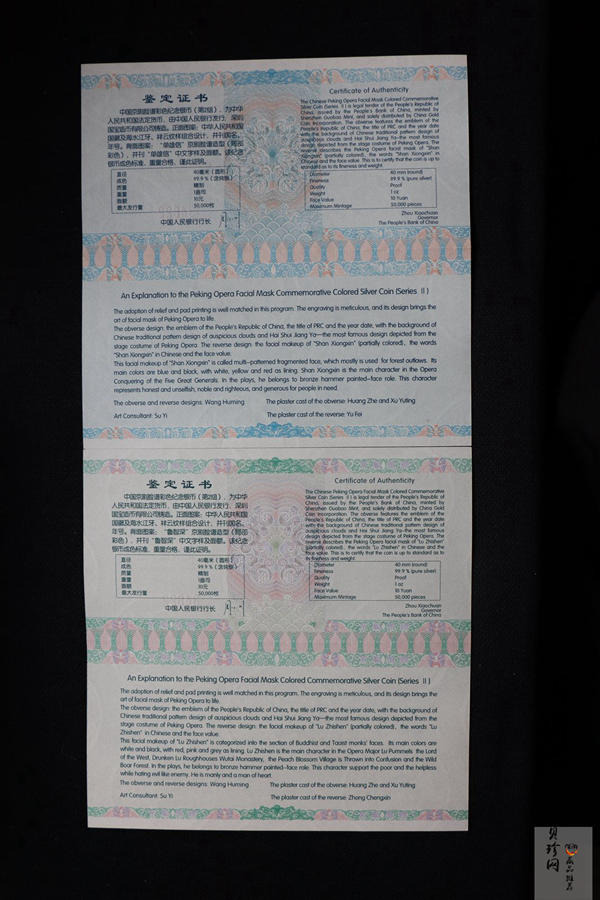 鉴定证书
中国京剧脸谱彩色纪念银币（第2组），为中华
人民共和国法定货币，由中国人民银行发行，深圳
国宝造币有限公司铸造。正面图案：中华人民共和国
国徽及海水江牙、祥云纹样组合设计，并刊国名、
年号。背面图案：“单雄信”京剧脸谱造型（局部
彩色），并刊“单雄信”中文字样及面额。该纪念
银币成色标准，重量合格，谨此证明。
直径 40毫米（圆形）
成色 99.9％（含纯银）
质量 精制
重量 1盎司
面额 10元
最大发行量 50,000枚
中国人民银行行长
Certificate of Authenticity
The Chinese Peking Opera Facial Mask Colored Commemorative
Silver Coin (Series Ⅱ) is legal tender of the People's Republic of
China, issued by the People's Bank of China, minted by
Shenzhen Guobao Mint, and solely distributed by China Gold
Coin Incorporation. The obverse features the emblem of the
People's Republic of China, the title of PRC and the year date,
with the background of Chinese traditional pattern design of
auspicious clouds and Hai Shui Jiang Ya—the most famous
design depicted from the stage costume of Peking Opera. The
reverse describes the Peking Opera facial mask of "Shan
Xiongxin" (partially colored), the words "Shan Xiongxin" in
Chinese and the face value. This is to certify that the coin is up to
standard as to its fineness and weight.
Diameter 40 mm (round)
Fineness 99.9 % (pure silver)
Quality Proof
Weight 1 oz
Face Value 10 Yuan
Maximum Mintage 50,000 pieces
Zhou Xiaochuan
Governor
The People's Bank of China
An Explanation to the Peking Opera Facial Mask Commemorative Colored Silver Coin (Series Ⅱ)
The adoption of relief and pad printing is well matched in this program. The engraving is meticulous, and its design brings the
art of facial mask of Peking Opera to life.
The obverse design: the emblem of the People's Republic of China, the title of PRC and the year date, with the background of
Chinese traditional pattern design of auspicious clouds and Hai Shui Jiang Ya—the most famous design depicted from the
stage costume of Peking Opera. The reverse design: the facial makeup of "Shan Xiongxin" (partially colored), the words
"Shan Xiongxin" in Chinese and the face value.
This facial makeup of "Shan Xiongxin" is called multi-patterned fragmented face, which mostly is used for forest outlaws. Its
main colors are blue and black, with white, yellow and red as lining. Shan Xiongxin is the main character in the Opera
Conquering of the Five Great Generals. In the plays, he belongs to bronze hammer painted-face role. This character
represents honest and unselfish, noble and righteous, and generous for people in need.
The obverse and reverse designs: Wang Huming The plaster cast of the obverse: Huang Zhe and Xu Yuting
Art Consultant: Su Yi The plaster cast of the reverse: Yu Fei
鉴定证书
中国京剧脸谱彩色纪念银币（第2组），为中华
人民共和国法定货币，由中国人民银行发行，深圳
国宝造币有限公司铸造。正面图案：中华人民共和国
国徽及海水江牙、祥云纹样组合设计，并刊国名、
年号。背面图案：“鲁智深”京剧脸谱造型（局部
彩色），并刊“鲁智深”中文字样及面额。该纪念
银币成色标准，重量合格，谨此证明。
直径 40毫米（圆形）
成色 99.9％（含纯银）
质量 精制
重量 1盎司
面额 10元
最大发行量 50,000枚
中国人民银行行长
Certificate of Authenticity
The Chinese Peking Opera Facial Mask Colored Commemorative
Silver Coin (Series Ⅱ) is legal tender of the People's Republic of
China, issued by the People's Bank of China, minted by
Shenzhen Guobao Mint, and solely distributed by China Gold
Coin Incorporation. The obverse features the emblem of the
People's Republic of China, the title of PRC and the year date,
with the background of Chinese traditional pattern design of
auspicious clouds and Hai Shui Jiang Ya—the most famous
design depicted from the stage costume of Peking Opera. The
reverse describes the Peking Opera facial mask of "Lu Zhishen"
(partially colored), the words "Lu Zhishen" in Chinese and the
face value. This is to certify that the coin is up to standard as to
its fineness and weight.
Diameter 40 mm (round)
Fineness 99.9 % (pure silver)
Quality Proof
Weight 1 oz
Face Value 10 Yuan
Maximum Mintage 50,000 pieces
Zhou Xiaochuan
Governor
The People's Bank of China
An Explanation to the Peking Opera Facial Mask Colored Commemorative Silver Coin (Series Ⅱ)
The adoption of relief and pad printing is well matched in this program. The engraving is meticulous, and its design brings the
art of facial mask of Peking Opera to life.
The obverse design: the emblem of the People's Republic of China, the title of PRC and the year date, with the background of
Chinese traditional pattern design of auspicious clouds and Hai Shui Jiang Ya—the most famous design depicted from the
stage costume of Peking Opera. The reverse design: the facial makeup of "Lu Zhishen" (partially colored), the words "Lu
Zhishen" in Chinese and the face value.
This facial makeup of "Lu Zhishen" is categorized into the section of Buddhist and Taoist monks' faces. Its main colors are
white and black, with red, pink and grey as lining. Lu Zhishen is the main character in the Opera Major Lu Pummels the Lord
of the West, Drunken Lu Roughhouses Wutai Monastery, the Peach Blossom Village is Thrown into Confusion and the Wild
Boar Forest. In the plays, he belongs to bronze hammer painted-face role. This character support the poor and the helpless
while hating evil like enemy. He is manly and a man of heart.
The obverse and reverse designs: Wang Huming The plaster cast of the obverse: Huang Zhe and Xu Yuting
Art Consultant: Su Yi The plaster cast of the reverse: Zhong Chengxin
贝珍网
藏品推荐